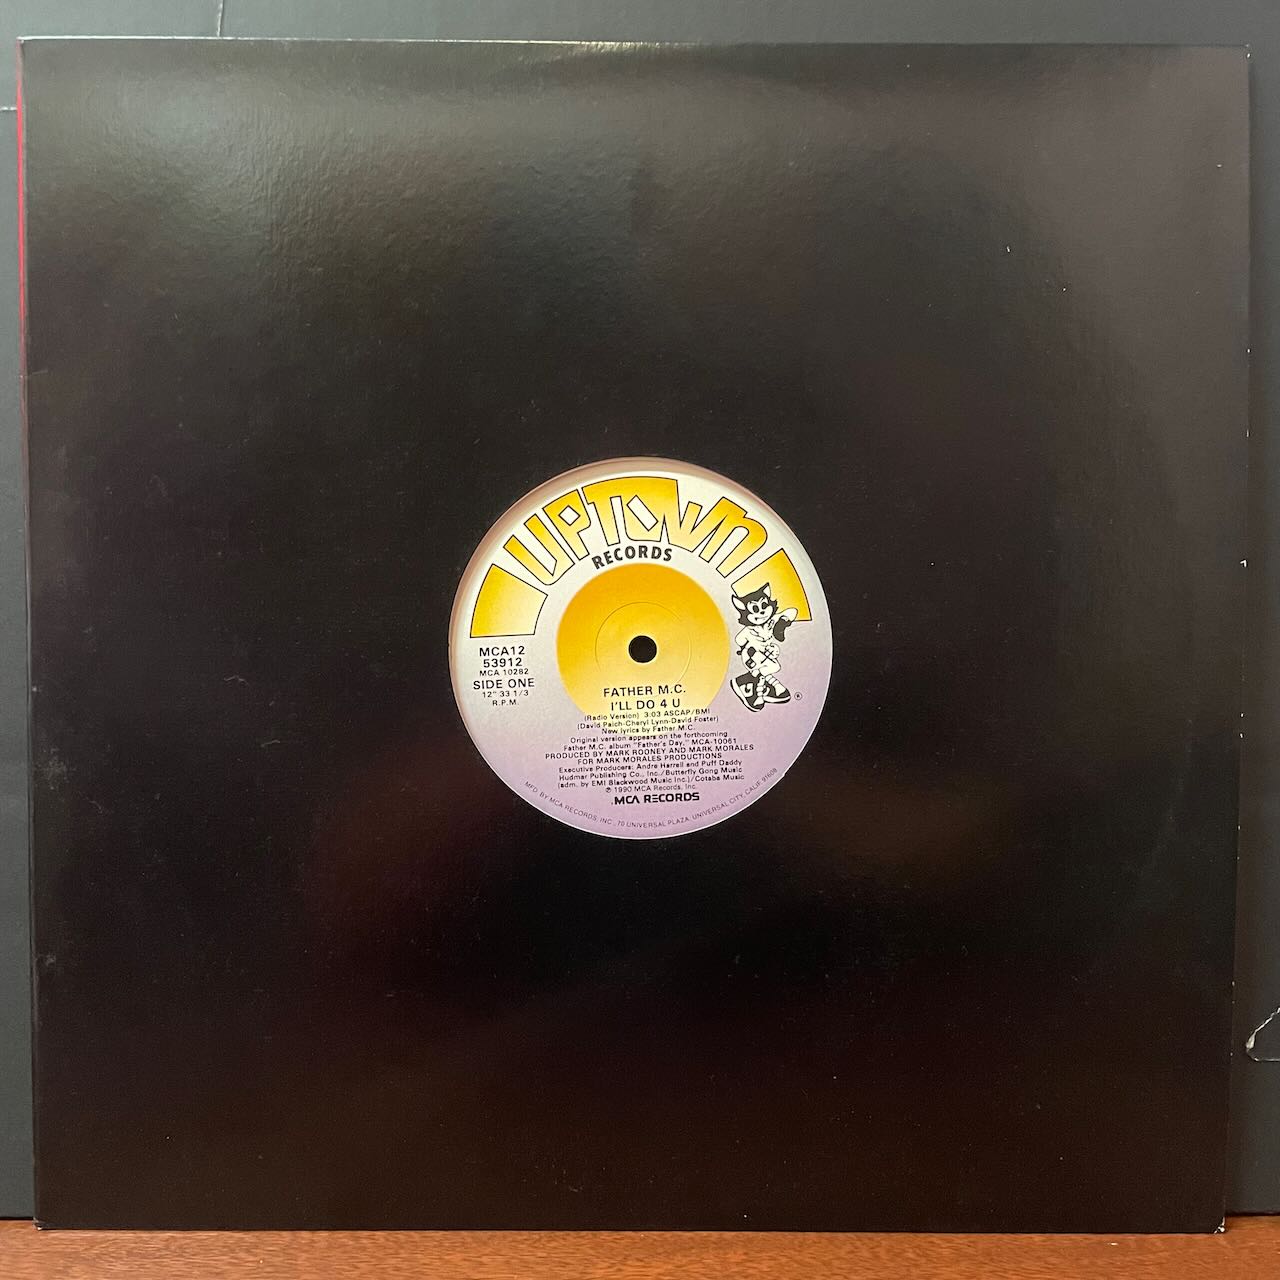 UPTOWN
RECORDS
MCA12
53912
MCA 10282
SIDE ONE
12" 33 1/3
R.P.M.
®
FATHER M.C.
I'LL DO 4 U
(Radio Version) 3:03 ASCAP/BMI
(David Paich-Cheryl Lynn-David Foster)
New lyrics by Father M.C.
Original version appears on the forthcoming
Father M.C. album "Father's Day," MCA-10061
PRODUCED BY MARK ROONEY AND MARK MORALES
FOR MARK MORALES PRODUCTIONS
Executive Producers: Andre Harrell and Puff Daddy
Hudmar Publishing Co., Inc./Butterfly Gong Music
(adm. by EMI Blackwood Music Inc.)/Cotaba Music
℗ 1990 MCA Records, Inc.
MCA RECORDS
MFD. BY MCA RECORDS, INC., 70 UNIVERSAL PLAZA, UNIVERSAL CITY, CALIF. 91608